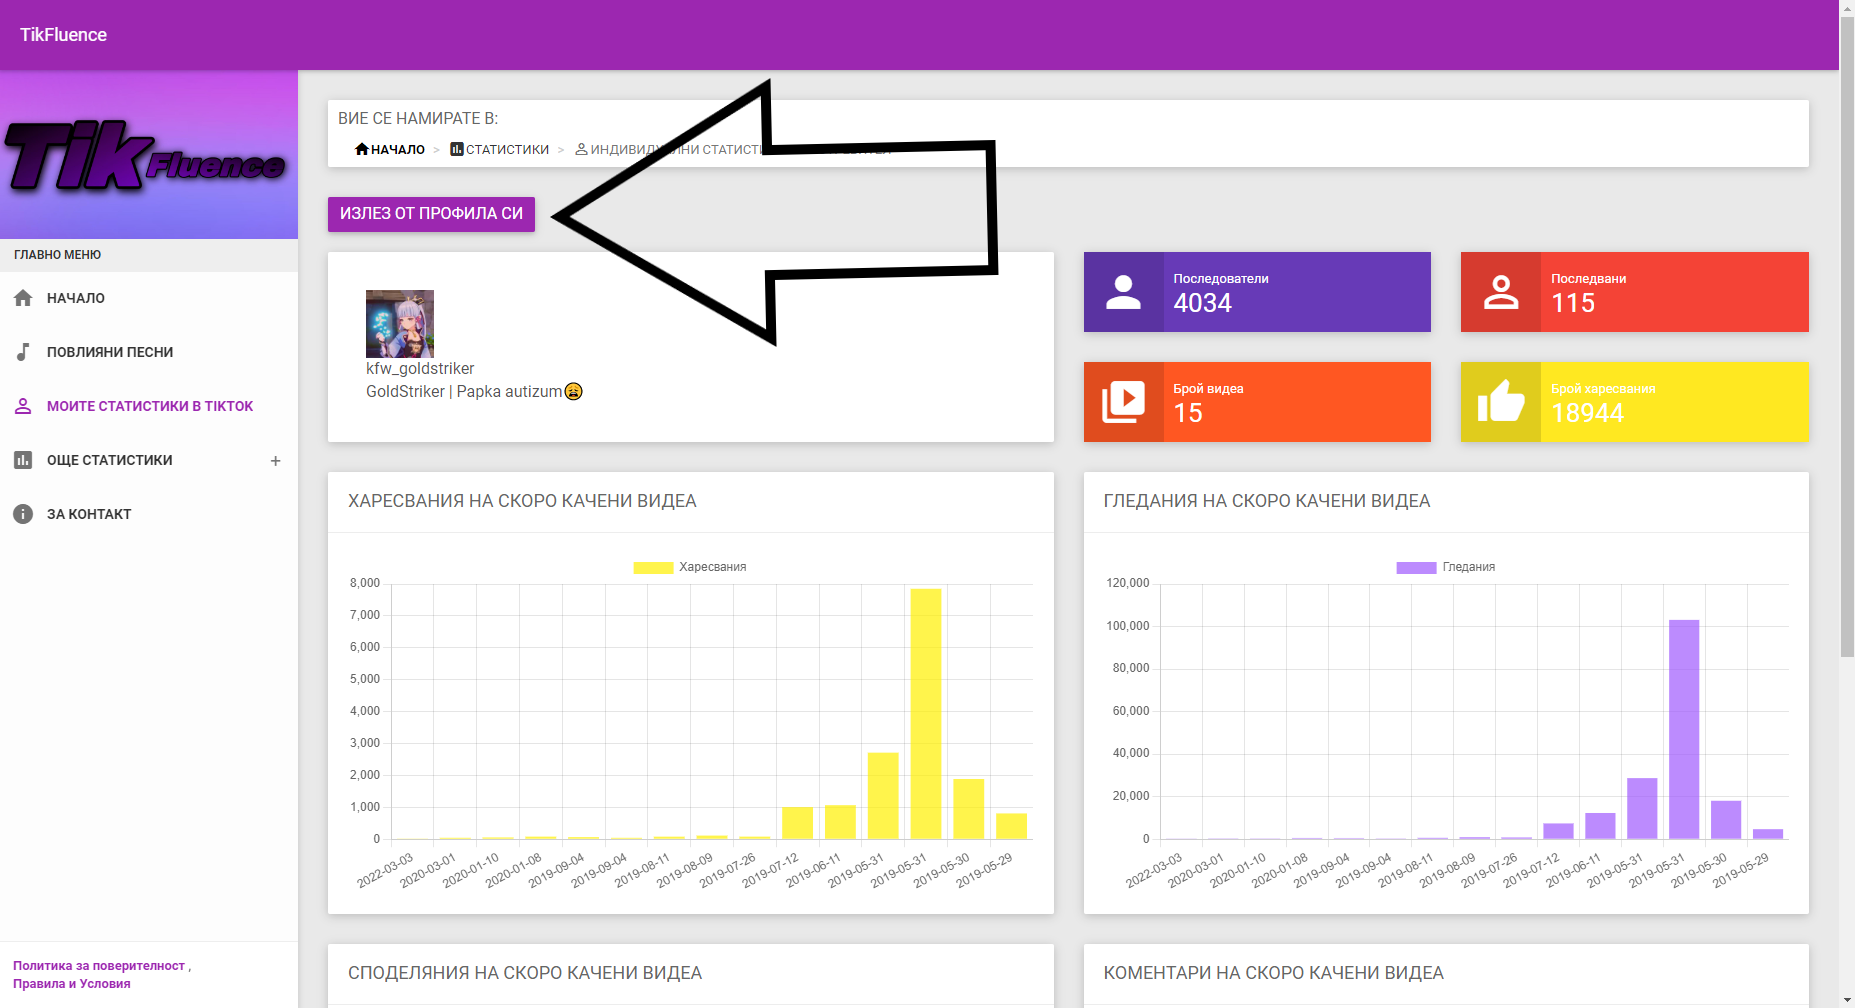 TikFluence
Tik Fluence
ГЛАВНО МЕНЮ
НАЧАЛО
ПОВЛИЯНИ ПЕСНИ
МОИТЕ СТАТИСТИКИ В TIKTOK
ОЩЕ СТАТИСТИКИ +
ЗА КОНТАКТ
Политика за поверителност ,
Правила и Условия
ВИЕ СЕ НАМИРАТЕ В:
НАЧАЛО > СТАТИСТИКИ > ИНДИВИДУАЛНИ
ИЗЛЕЗ ОТ ПРОФИЛА СИ
kfw_goldstriker
GoldStriker | Papka autizum😩
Последователи
4034
Последвани
115
Брой видеа
15
Брой харесвания
18944
ХАРЕСВАНИЯ НА СКОРО КАЧЕНИ ВИДЕА
Харесвания
8,000
7,000
6,000
5,000
4,000
3,000
2,000
1,000
0
2022-03-03 2020-03-01 2020-01-10 2020-01-08 2019-09-04 2019-09-04 2019-08-11 2019-08-09 2019-07-26 2019-07-12 2019-06-11 2019-05-31 2019-05-31 2019-05-30 2019-05-29
ГЛЕДАНИЯ НА СКОРО КАЧЕНИ ВИДЕА
Гледания
120,000
100,000
80,000
60,000
40,000
20,000
0
2022-03-03 2020-03-01 2020-01-10 2020-01-08 2019-09-04 2019-09-04 2019-08-11 2019-08-09 2019-07-26 2019-07-12 2019-06-11 2019-05-31 2019-05-31 2019-05-30 2019-05-29
СПОДЕЛЯНИЯ НА СКОРО КАЧЕНИ ВИДЕА
КОМЕНТАРИ НА СКОРО КАЧЕНИ ВИДЕА